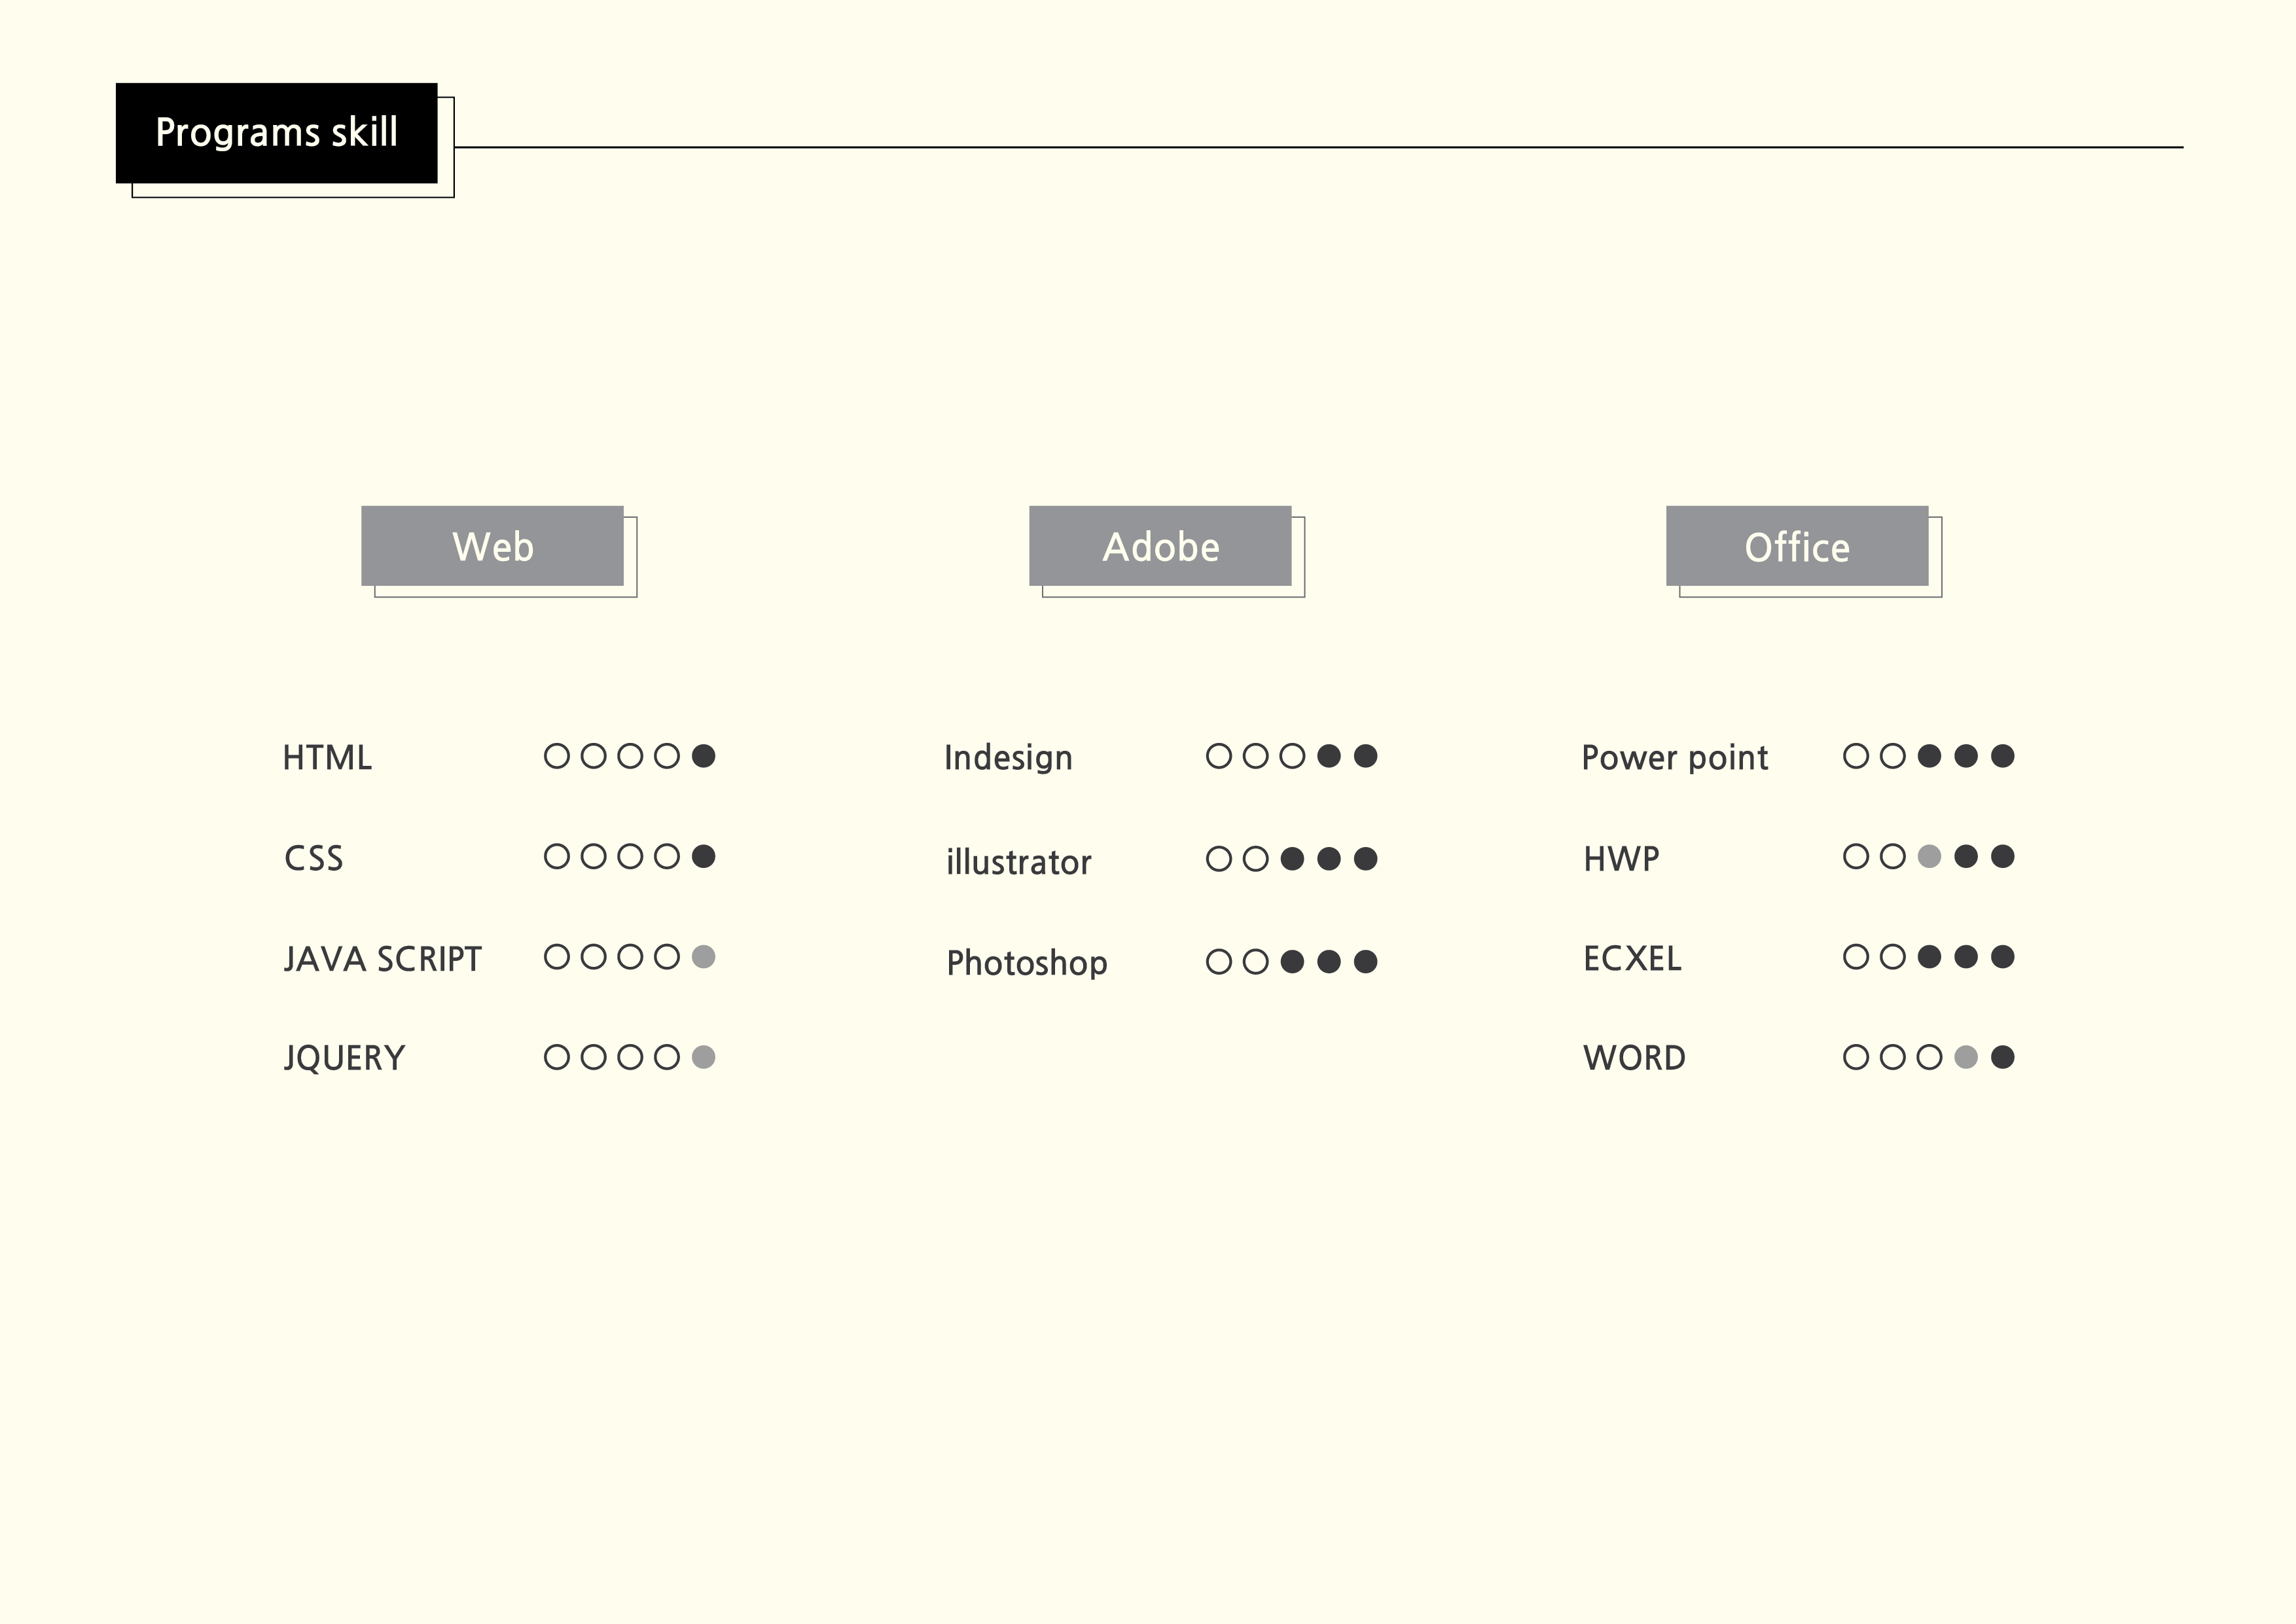 Programs skill
Web
HTML
CSS
JAVA SCRIPT
JQUERY
Adobe
Indesign
illustrator
Photoshop
Office
Power point
HWP
ECXEL
WORD